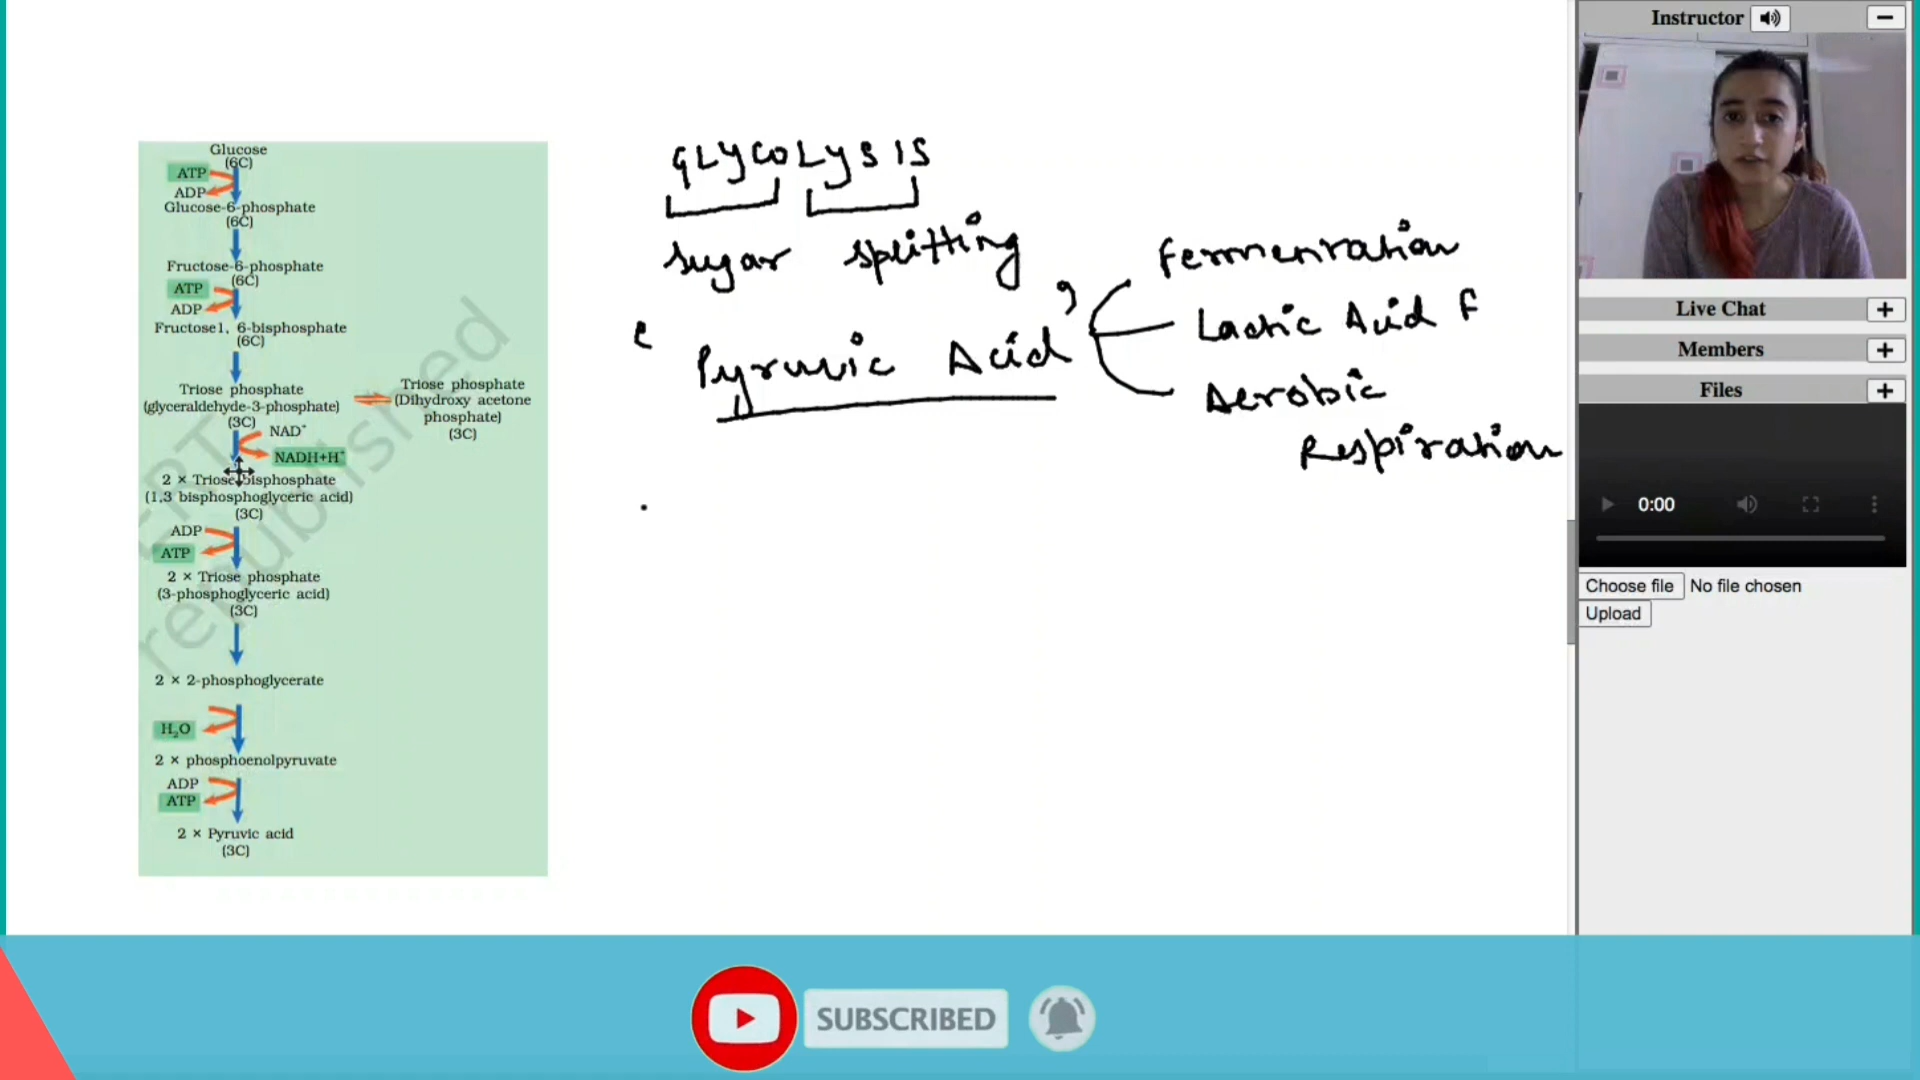 Glucose
(6C)
ATP
ADP
Glucose-6-phosphate
(6C)
Fructose-6-phosphate
(6C)
ATP
ADP
Fructose1, 6-bisphosphate
(6C)
Triose phosphate
(glyceraldehyde-3-phosphate)
(3C)
Triose phosphate
(Dihydroxy acetone
phosphate)
(3C)
NAD+
NADH+H+
2 × Triose bisphosphate
(1,3 bisphosphoglyceric acid)
(3C)
ADP
ATP
2 × Triose phosphate
(3-phosphoglyceric acid)
(3C)
2 × 2-phosphoglycerate
H2O
2 × phosphoenolpyruvate
ADP
ATP
2 × Pyruvic acid
(3C)
republished
GLYCOLYSIS
sugar splitting
Pyruvic Acid
Fermenration
Lactic Acid F
Aerobic
Respiration
Instructor
Live Chat +
Members +
Files +
0:00
Choose file No file chosen
Upload
SUBSCRIBED